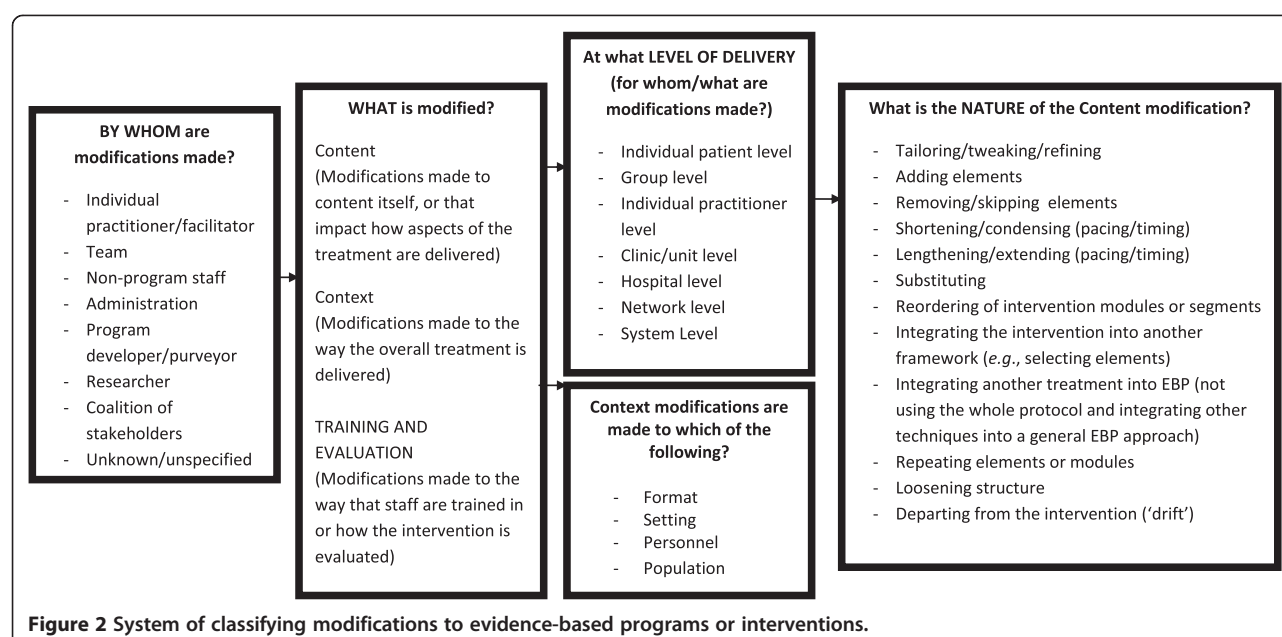 BY WHOM are
modifications made?
- Individual
practitioner/facilitator
- Team
- Non-program staff
- Administration
- Program
developer/purveyor
- Researcher
- Coalition of
stakeholders
- Unknown/unspecified
WHAT is modified?
Content
(Modifications made to
content itself, or that
impact how aspects of the
treatment are delivered)
Context
(Modifications made to the
way the overall treatment is
delivered)
TRAINING AND
EVALUATION
(Modifications made to the
way that staff are trained in
or how the intervention is
evaluated)
At what LEVEL OF DELIVERY
(for whom/what are
modifications made?)
- Individual patient level
- Group level
- Individual practitioner
level
- Clinic/unit level
- Hospital level
- Network level
- System Level
Context modifications are
made to which of the
following?
- Format
- Setting
- Personnel
- Population
What is the NATURE of the Content modification?
- Tailoring/tweaking/refining
- Adding elements
- Removing/skipping elements
- Shortening/condensing (pacing/timing)
- Lengthening/extending (pacing/timing)
- Substituting
- Reordering of intervention modules or segments
- Integrating the intervention into another
framework (e.g., selecting elements)
- Integrating another treatment into EBP (not
using the whole protocol and integrating other
techniques into a general EBP approach)
- Repeating elements or modules
- Loosening structure
- Departing from the intervention (‘drift’)
Figure 2 System of classifying modifications to evidence-based programs or interventions.